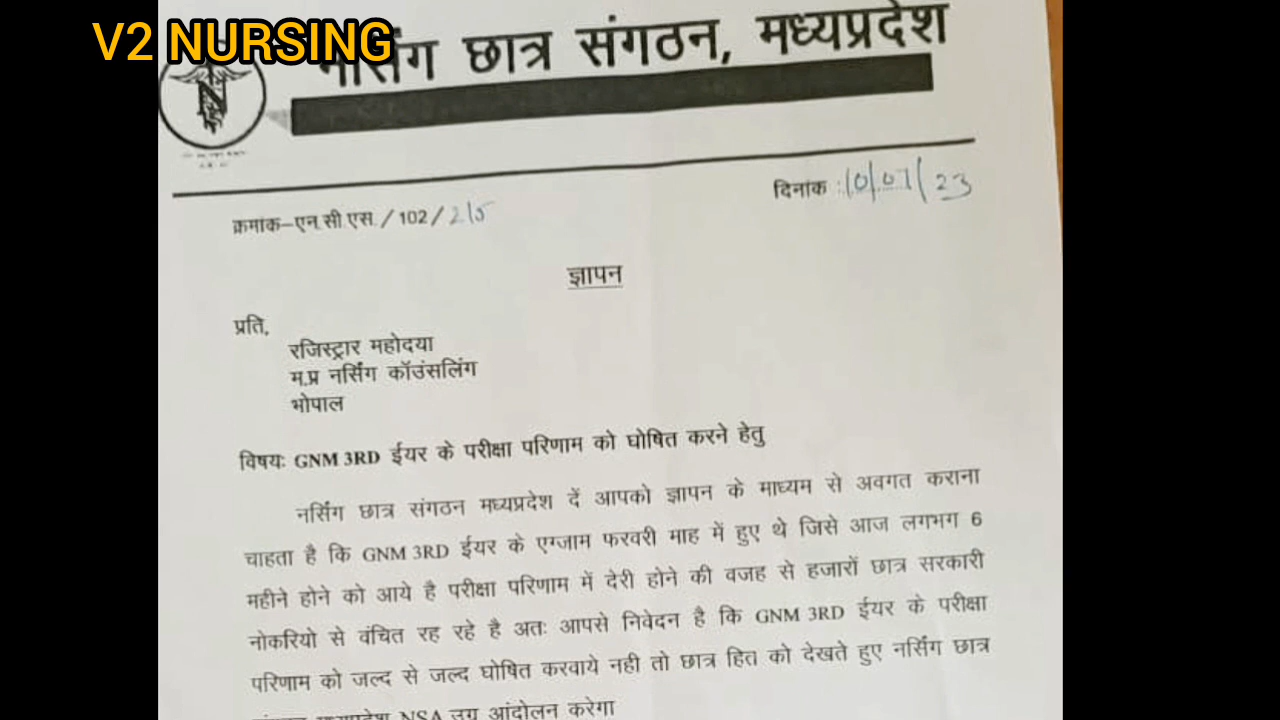 V2 NURSING
नर्सिंग छात्र संगठन, मध्यप्रदेश
दिनांक :10/07/23
क्रमांक–एन.सी.एस. / 102 / 215
ज्ञापन
प्रति,
रजिस्ट्रार महोदया
म.प्र नर्सिंग कॉउंसलिंग
भोपाल
विषयः GNM 3RD ईयर के परीक्षा परिणाम को घोषित करने हेतु
नर्सिंग छात्र संगठन मध्यप्रदेश दें आपको ज्ञापन के माध्यम से अवगत कराना
चाहता है कि GNM 3RD ईयर के एग्जाम फरवरी माह में हुए थे जिसे आज लगभग 6
महीने होने को आये है परीक्षा परिणाम में देरी होने की वजह से हजारों छात्र सरकारी
नोकरियो से वंचित रह रहे है अतः आपसे निवेदन है कि GNM 3RD ईयर के परीक्षा
परिणाम को जल्द से जल्द घोषित करवाये नही तो छात्र हित को देखते हुए नर्सिंग छात्र
मध्यप्रदेश NSA उग्र आंदोलन करेगा